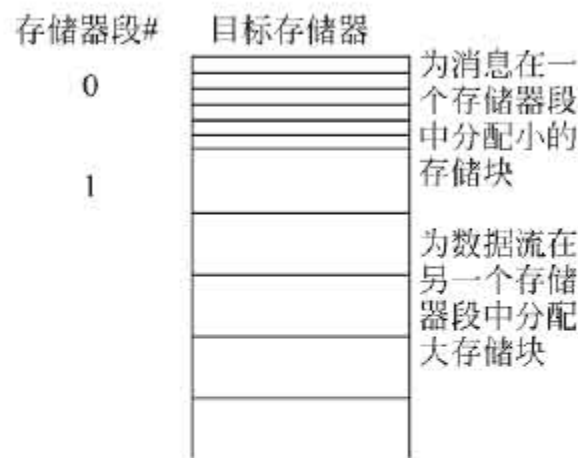 存储器段#
目标存储器
0
1
为消息在一
个存储器段
中分配小的
存储块
为数据流在
另一个存储
器段中分配
大存储块